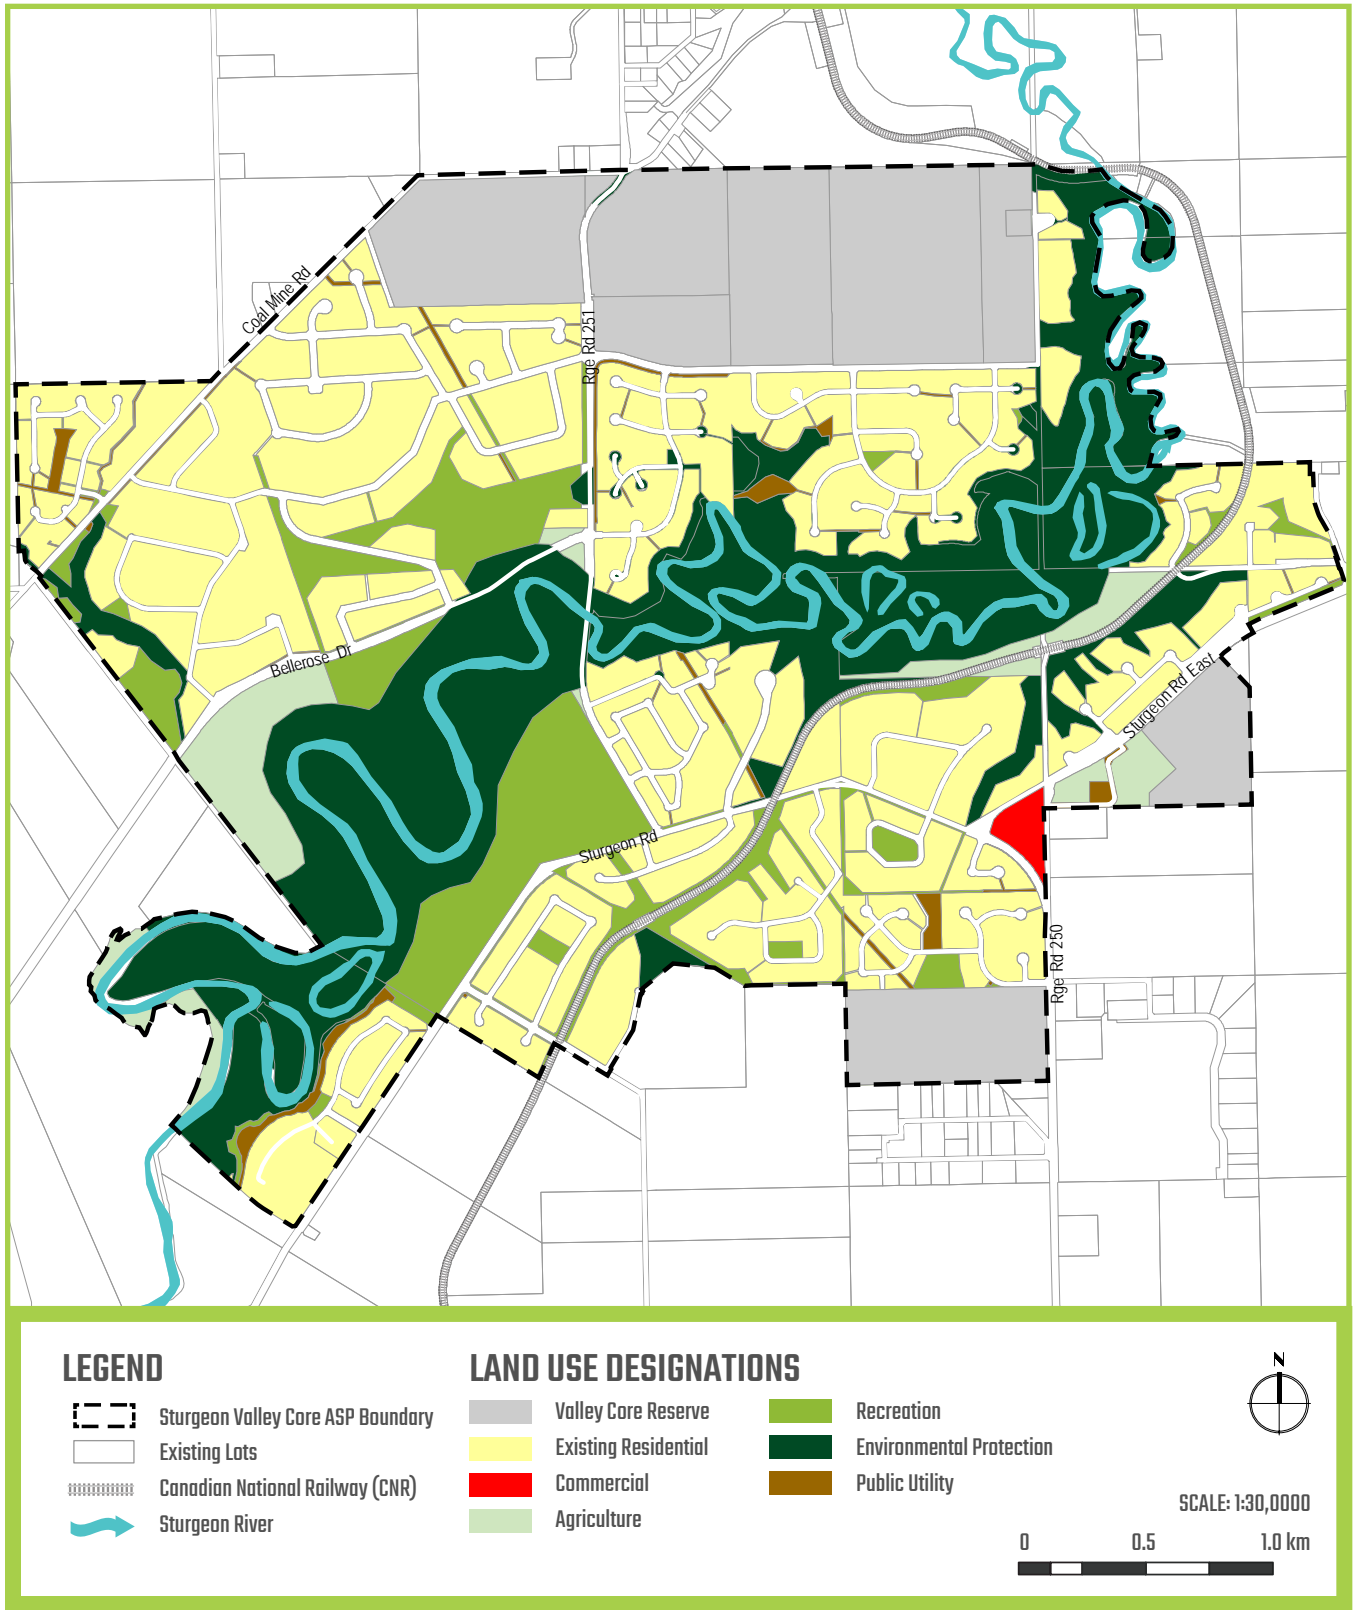 Coal Mine Rd
Rge Rd 251
Bellerose Dr
Sturgeon Rd East
Sturgeon Rd
Rge Rd 250
LEGEND
Sturgeon Valley Core ASP Boundary
Existing Lots
Canadian National Railway (CNR)
Sturgeon River
LAND USE DESIGNATIONS
Valley Core Reserve
Existing Residential
Commercial
Agriculture
Recreation
Environmental Protection
Public Utility
N
SCALE: 1:30,0000
0 0.5 1.0 km